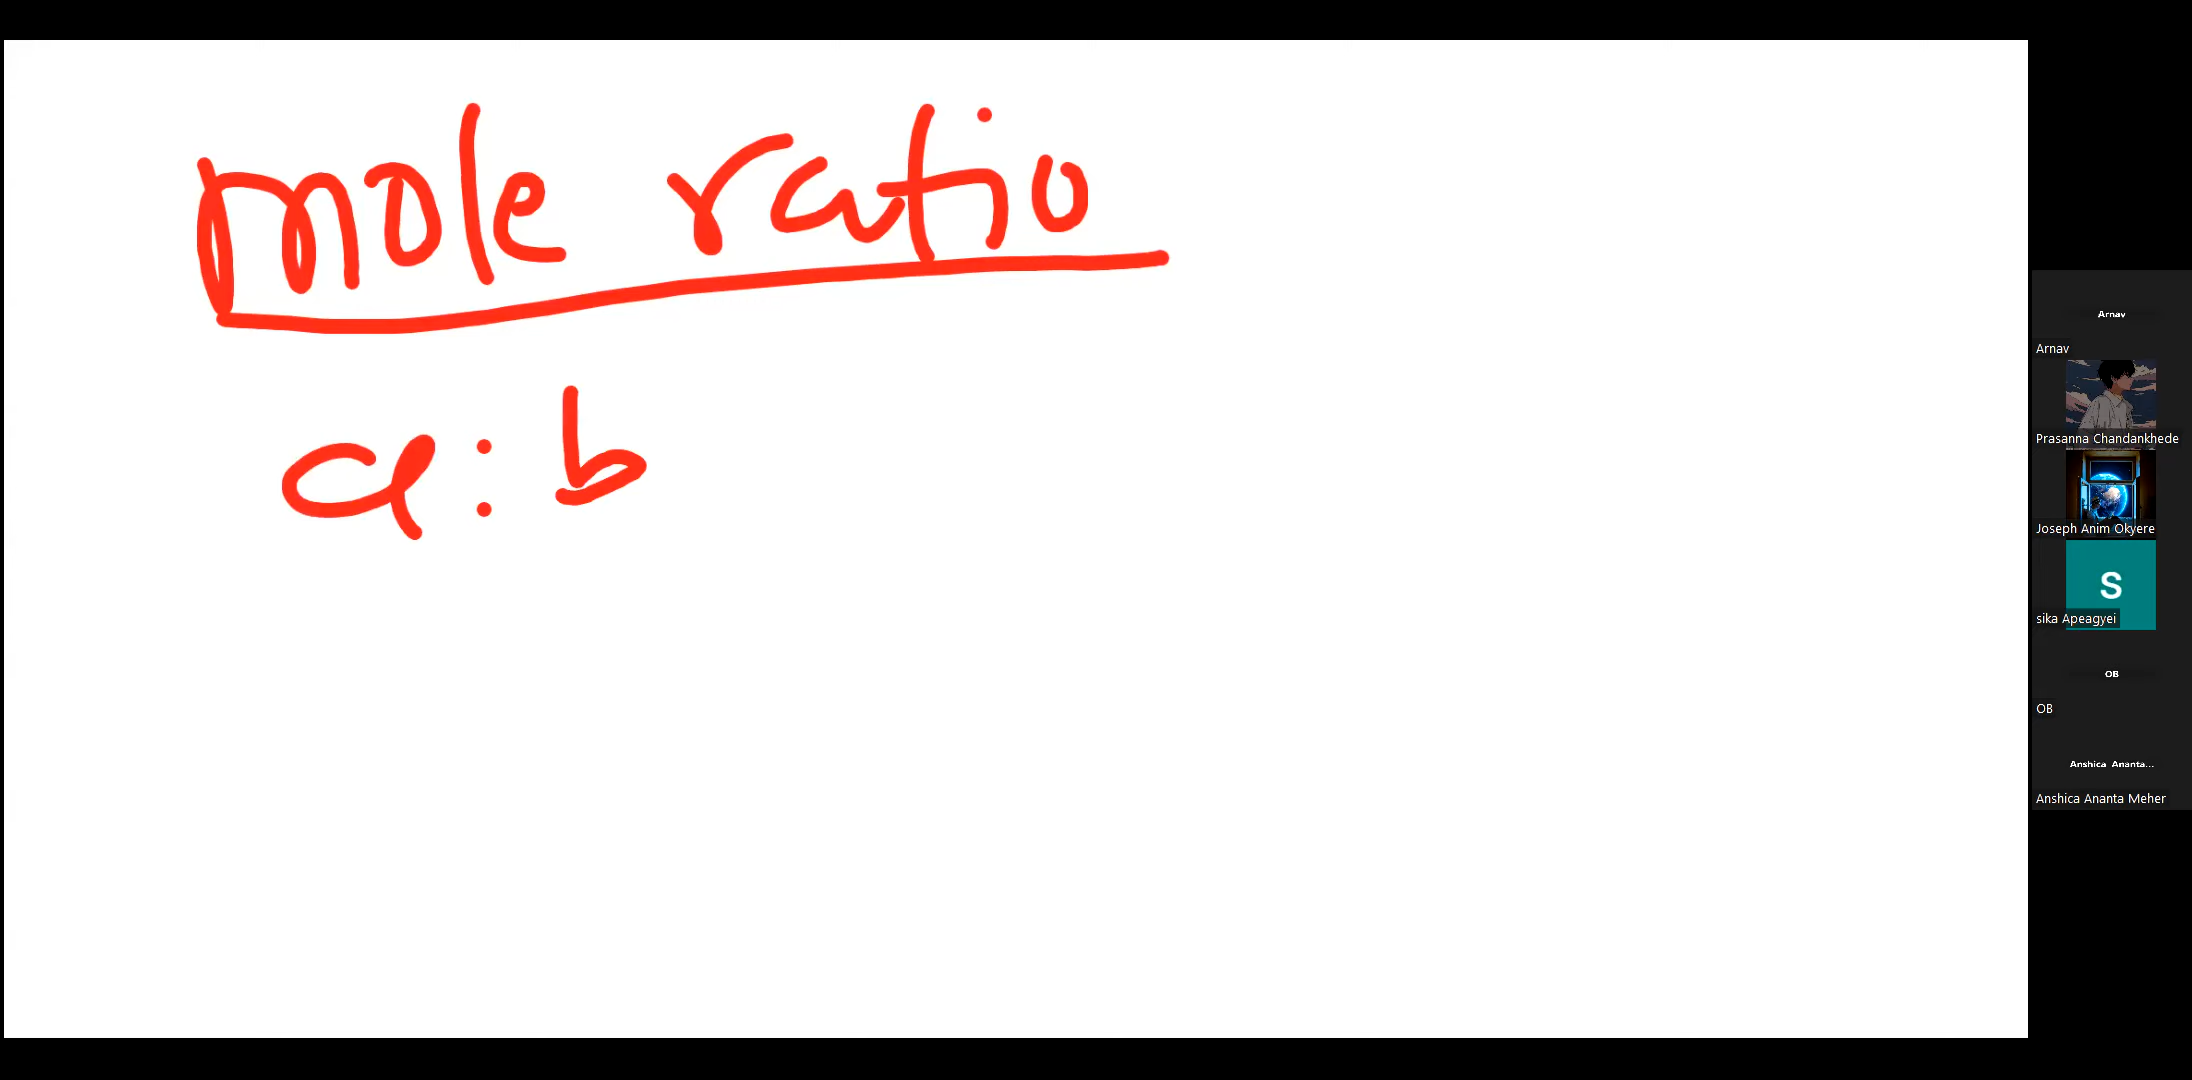 mole ratio
a : b
Arnav
Arnav
Prasanna Chandankhede
Joseph Anim Okyere
S
sika Apeagyei
OB
OB
Anshica Ananta...
Anshica Ananta Meher